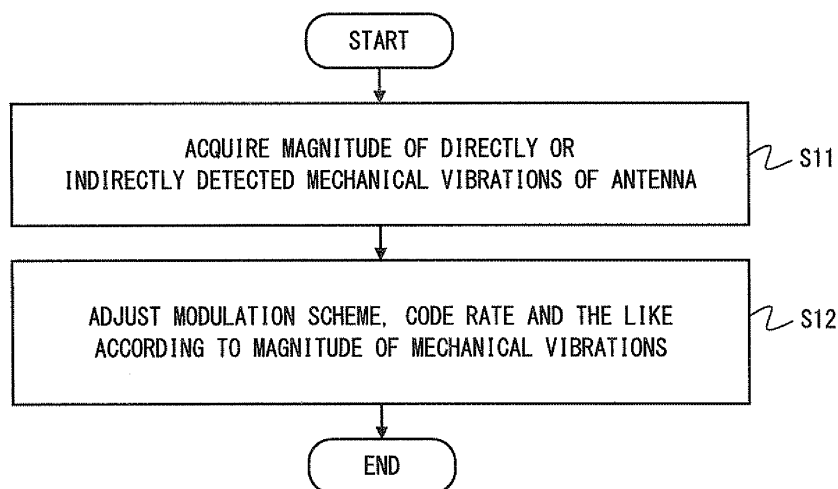 START
ACQUIRE MAGNITUDE OF DIRECTLY OR
INDIRECTLY DETECTED MECHANICAL VIBRATIONS OF ANTENNA
S11
ADJUST MODULATION SCHEME, CODE RATE AND THE LIKE
ACCORDING TO MAGNITUDE OF MECHANICAL VIBRATIONS
S12
END